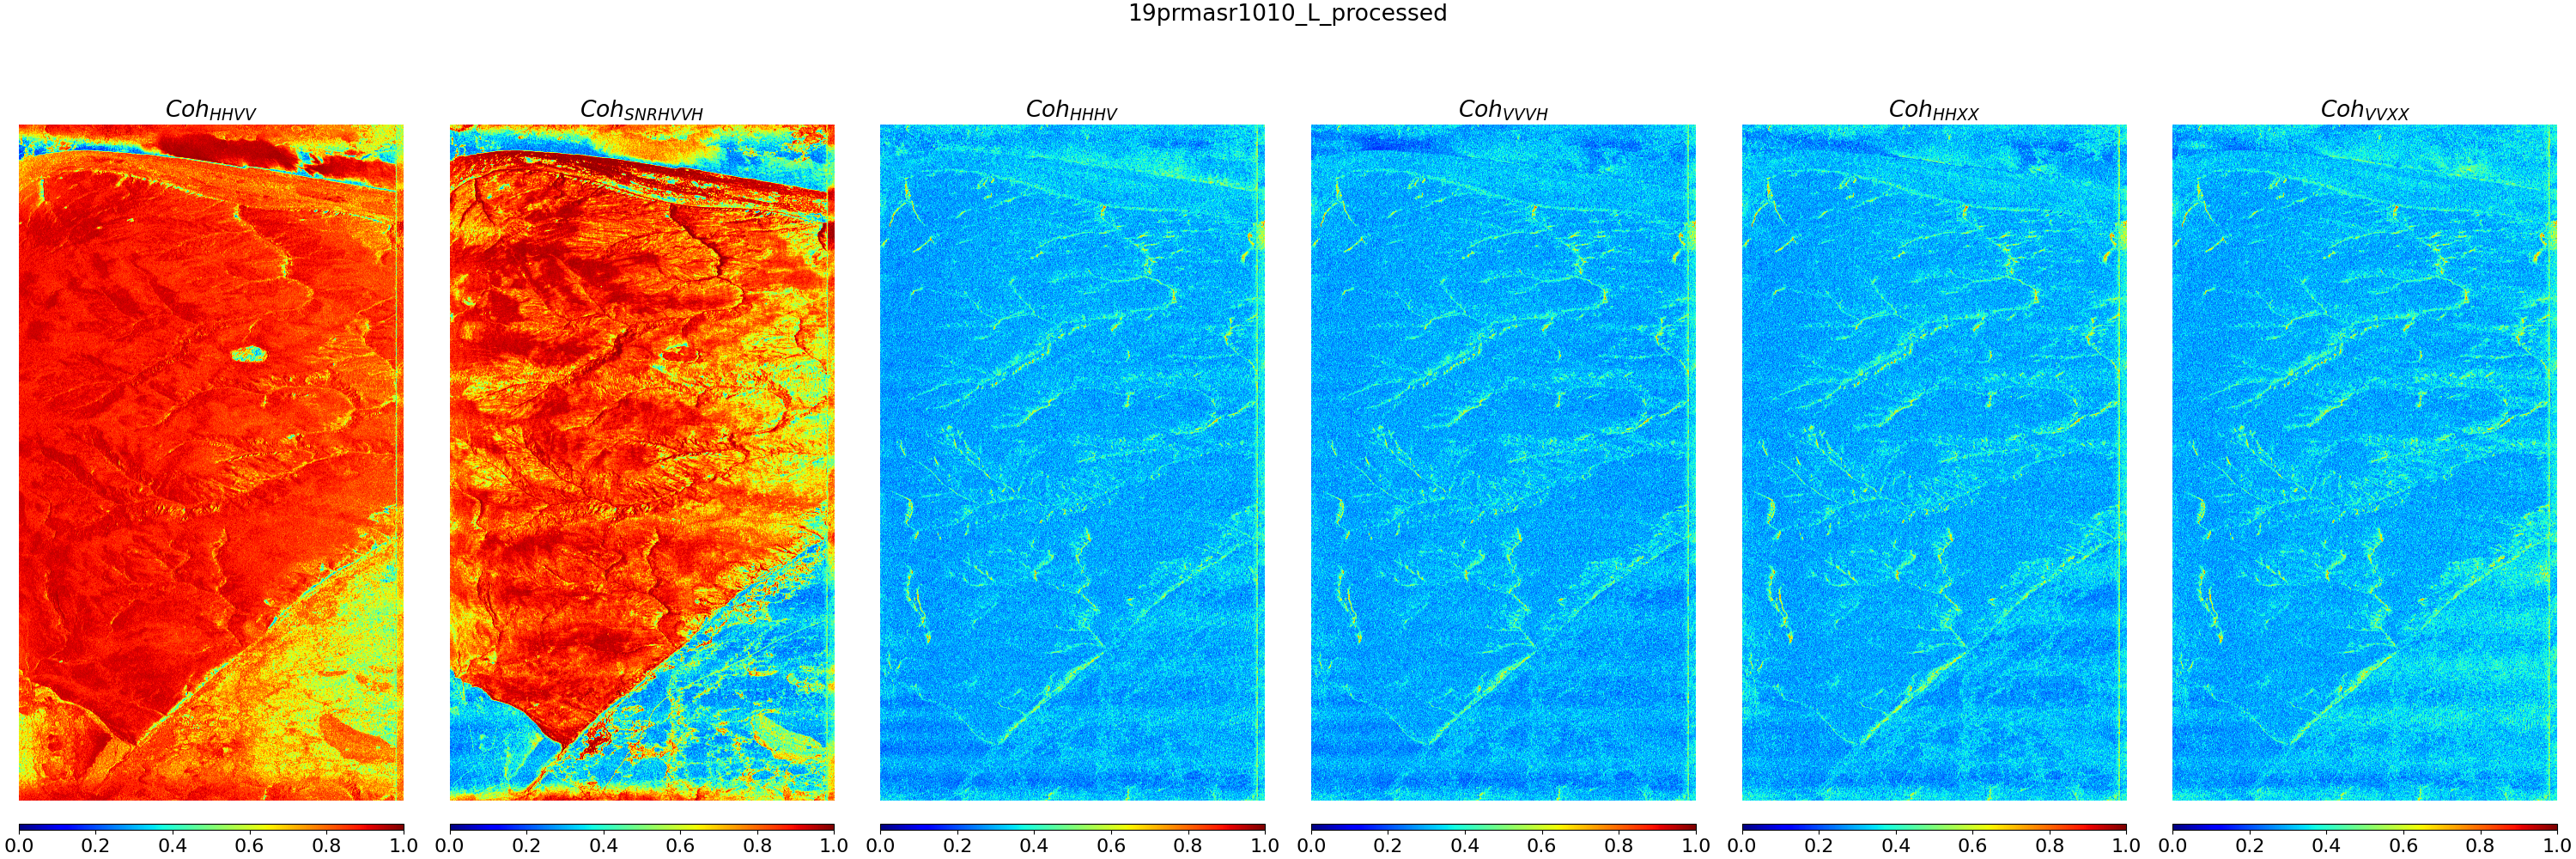 19prmasr1010_L_processed
Coh_HHVV Coh_SNRHVVH Coh_HHHV Coh_VVVH Coh_HHXX Coh_VVXX
0.0 0.2 0.4 0.6 0.8 1.0 0.0 0.2 0.4 0.6 0.8 1.0 0.0 0.2 0.4 0.6 0.8 1.0 0.0 0.2 0.4 0.6 0.8 1.0 0.0 0.2 0.4 0.6 0.8 1.0 0.0 0.2 0.4 0.6 0.8 1.0